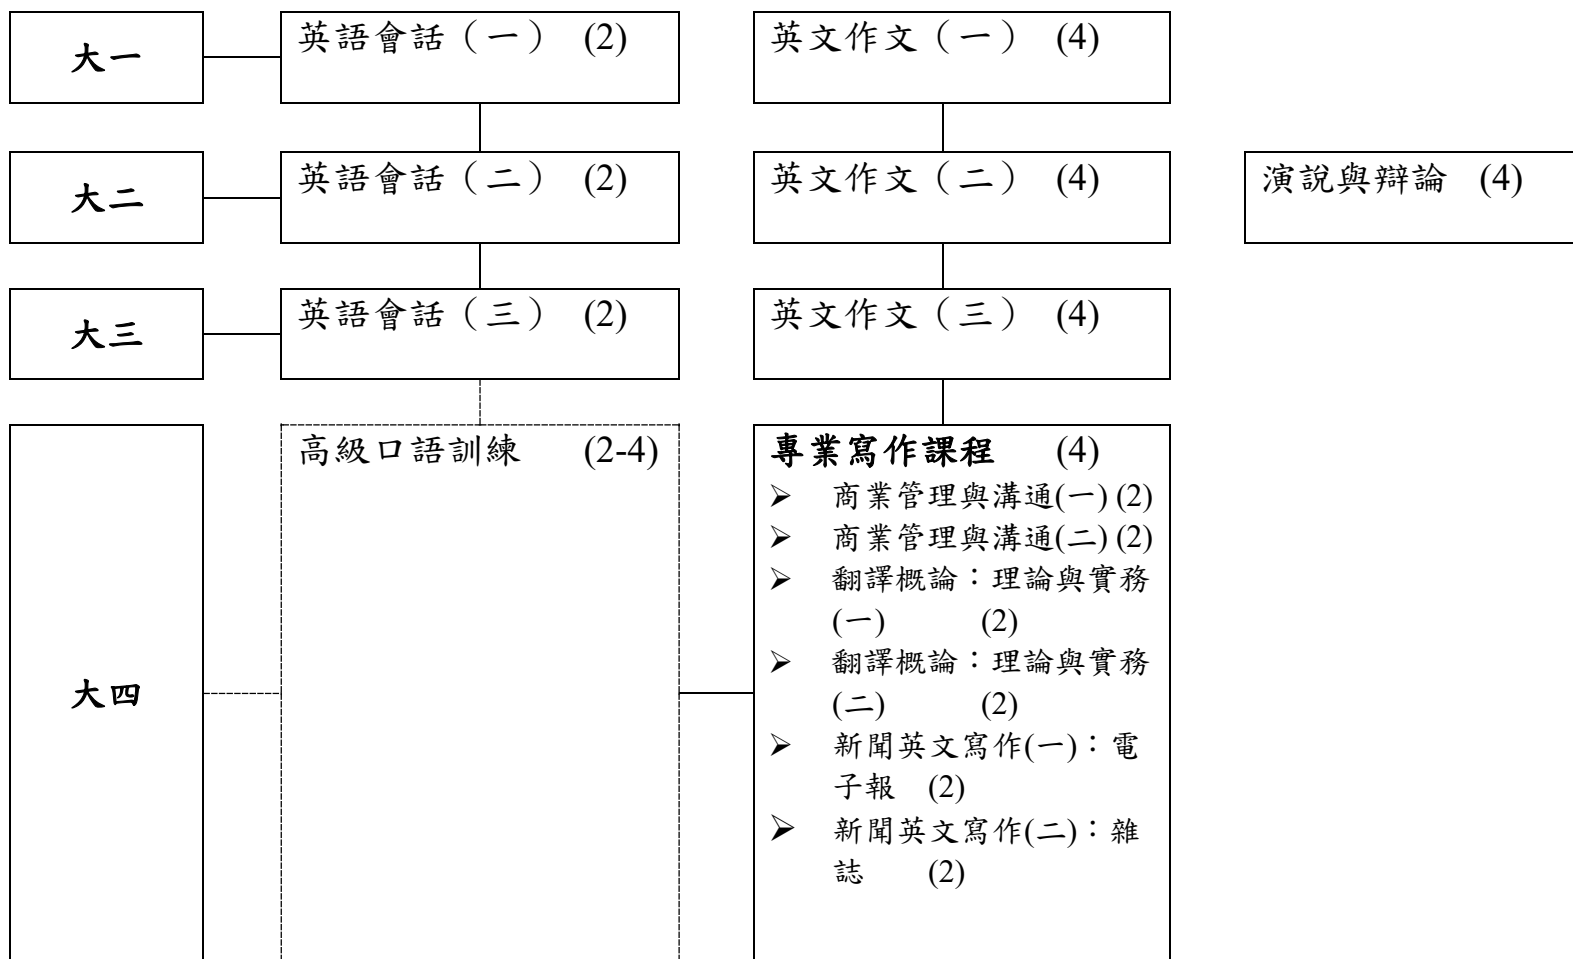 大一
英語會話（一） (2)
英文作文（一） (4)
大二
英語會話（二） (2)
英文作文（二） (4)
演說與辯論 (4)
大三
英語會話（三） (2)
英文作文（三） (4)
大四
高級口語訓練 (2-4)
專業寫作課程 (4)
➢ 商業管理與溝通(一) (2)
➢ 商業管理與溝通(二) (2)
➢ 翻譯概論：理論與實務
(一) (2)
➢ 翻譯概論：理論與實務
(二) (2)
➢ 新聞英文寫作(一)：電
子報 (2)
➢ 新聞英文寫作(二)：雜
誌 (2)